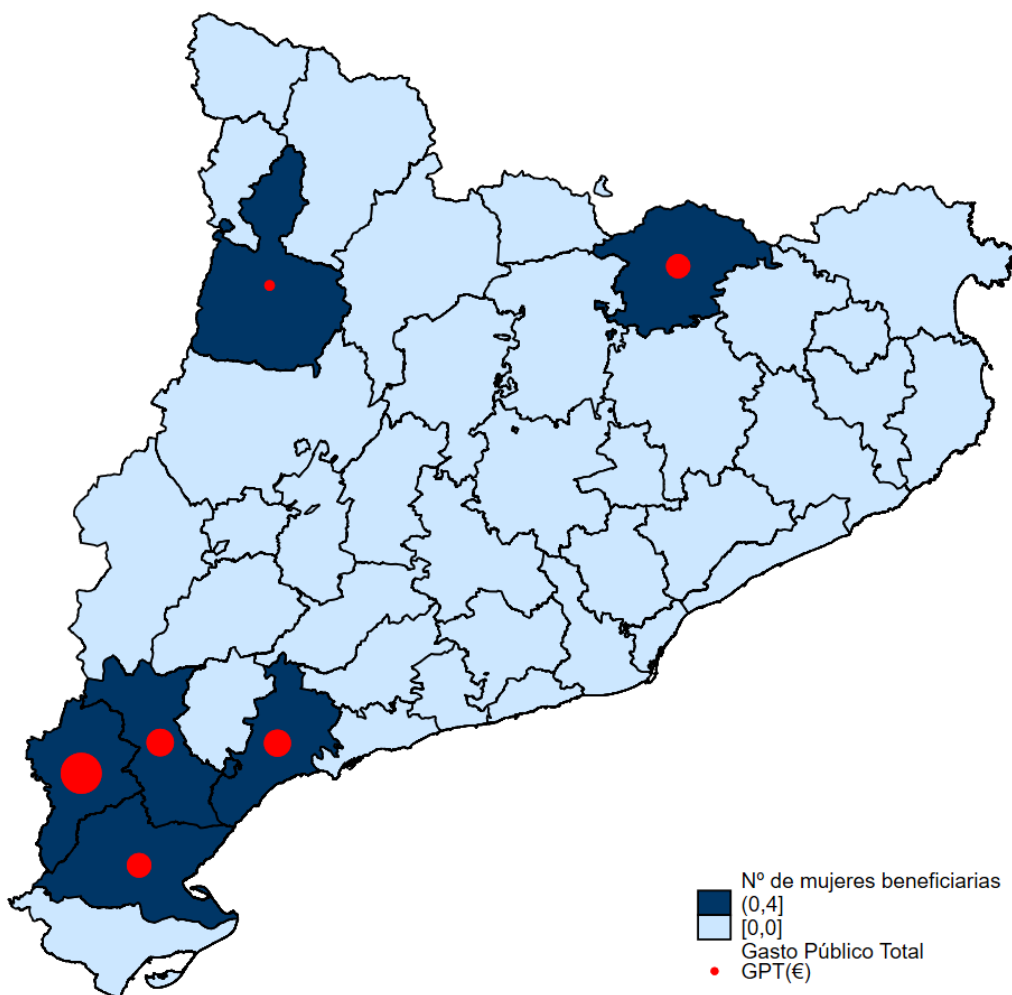 Nº de mujeres beneficiarias
(0,4]
[0,0]
Gasto Público Total
GPT(€)